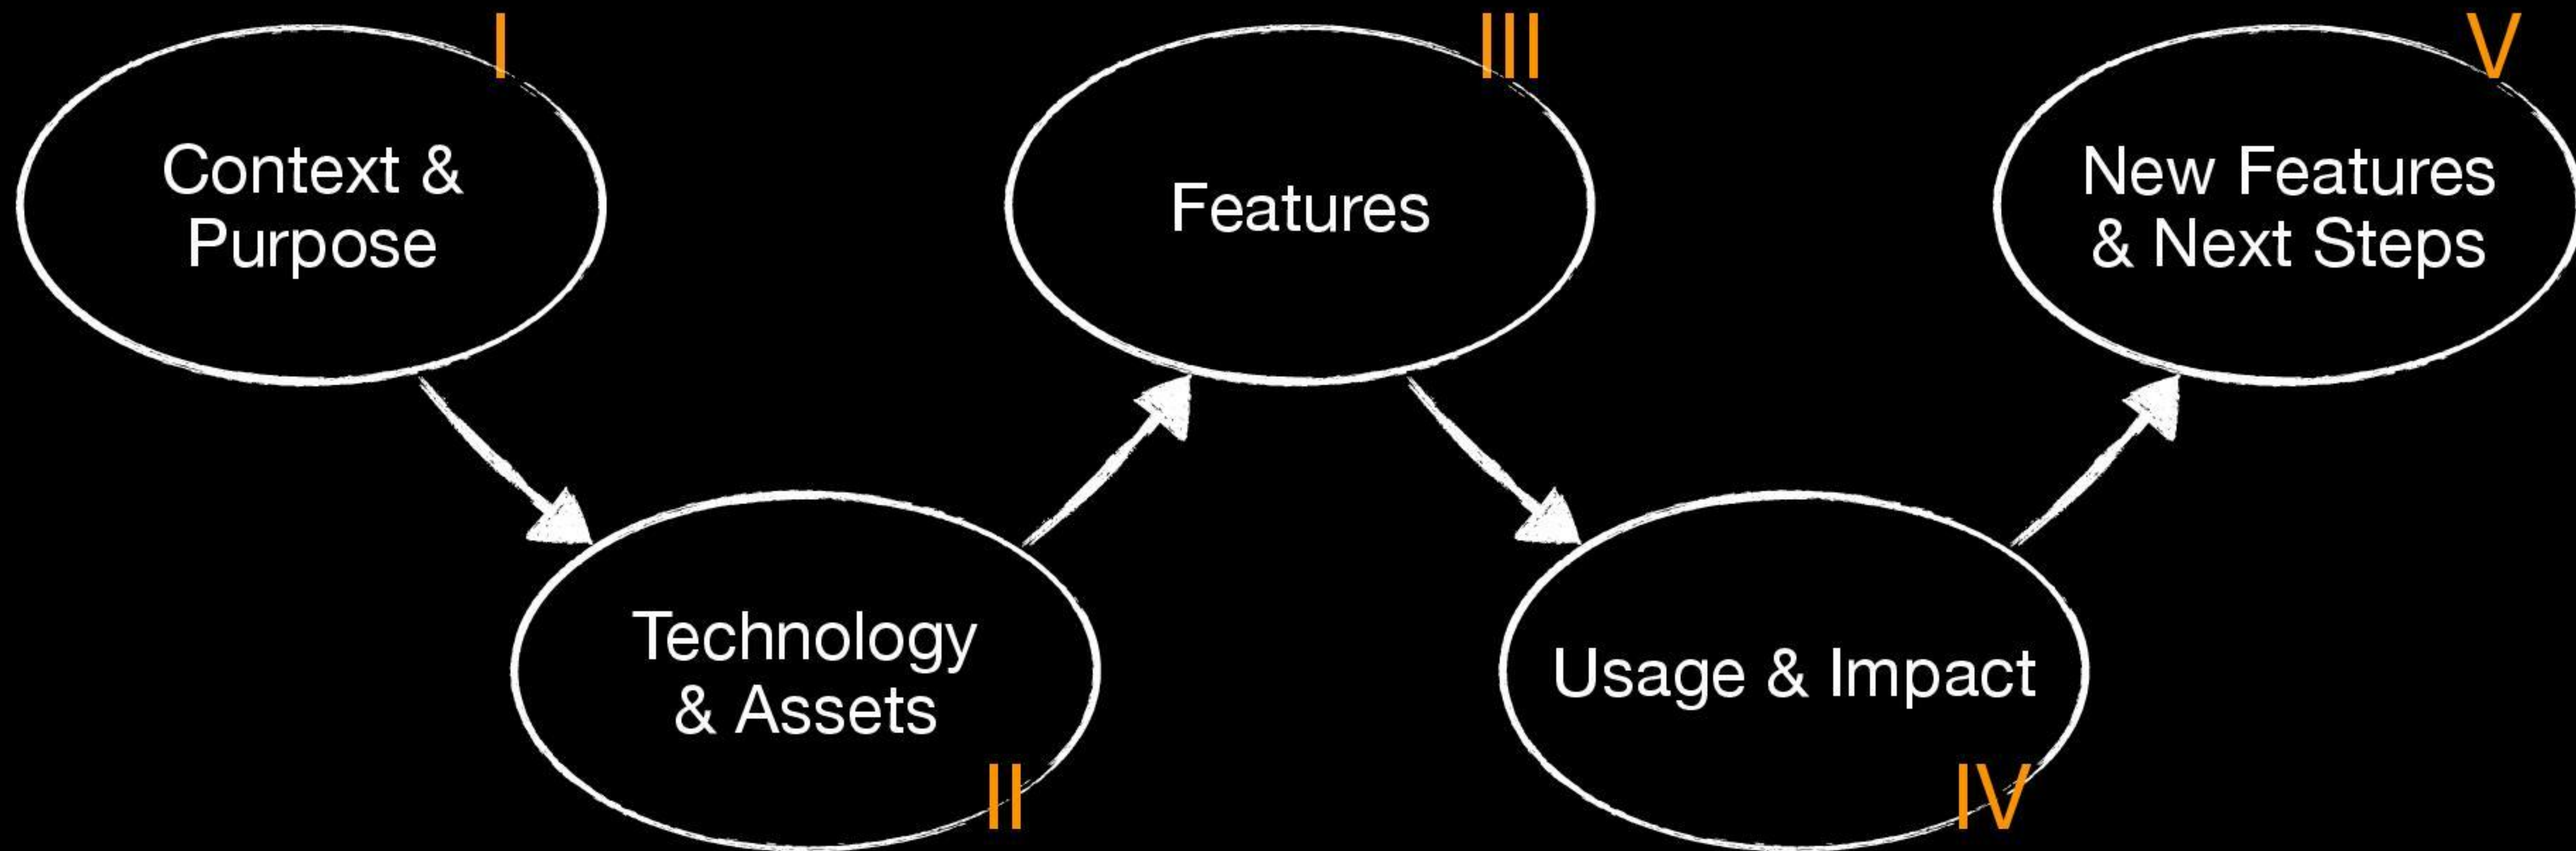 I
Context &
Purpose
II
Technology
& Assets
III
Features
IV
Usage & Impact
V
New Features
& Next Steps